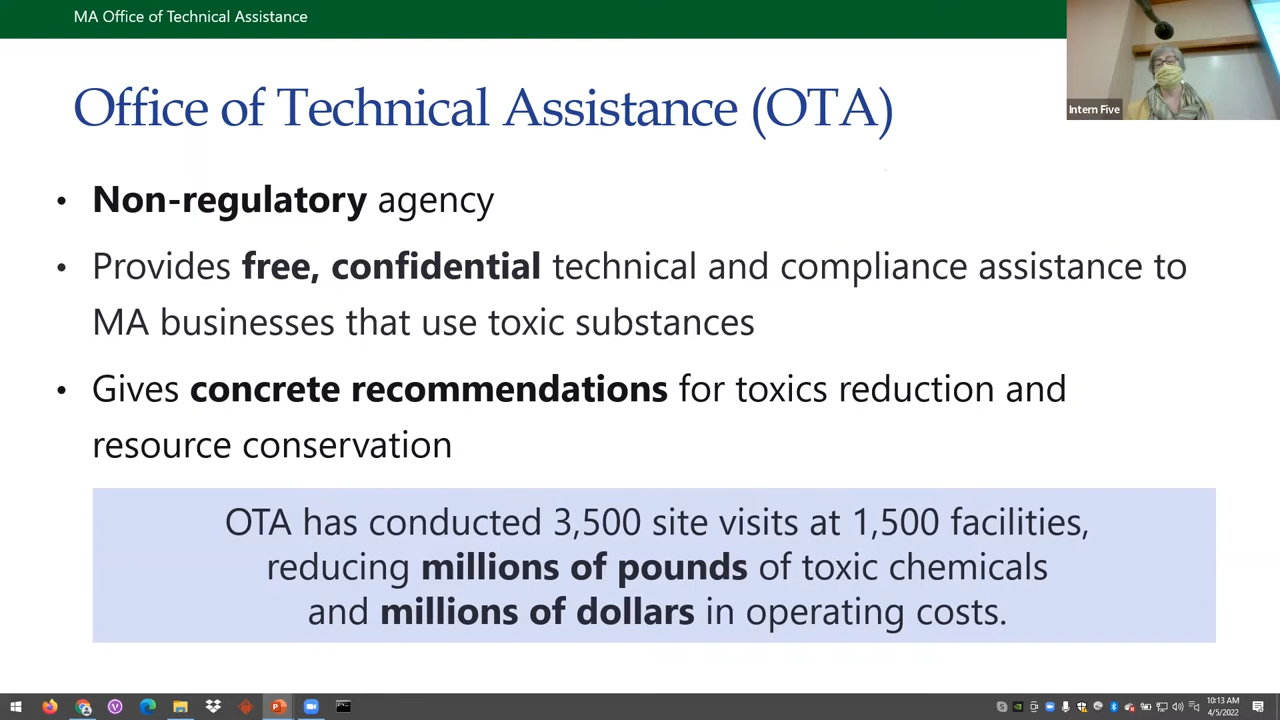 MA Office of Technical Assistance
Intern Five
Office of Technical Assistance (OTA)
• Non-regulatory agency
• Provides free, confidential technical and compliance assistance to
MA businesses that use toxic substances
• Gives concrete recommendations for toxics reduction and
resource conservation
OTA has conducted 3,500 site visits at 1,500 facilities,
reducing millions of pounds of toxic chemicals
and millions of dollars in operating costs.
10:13 AM
4/5/2022